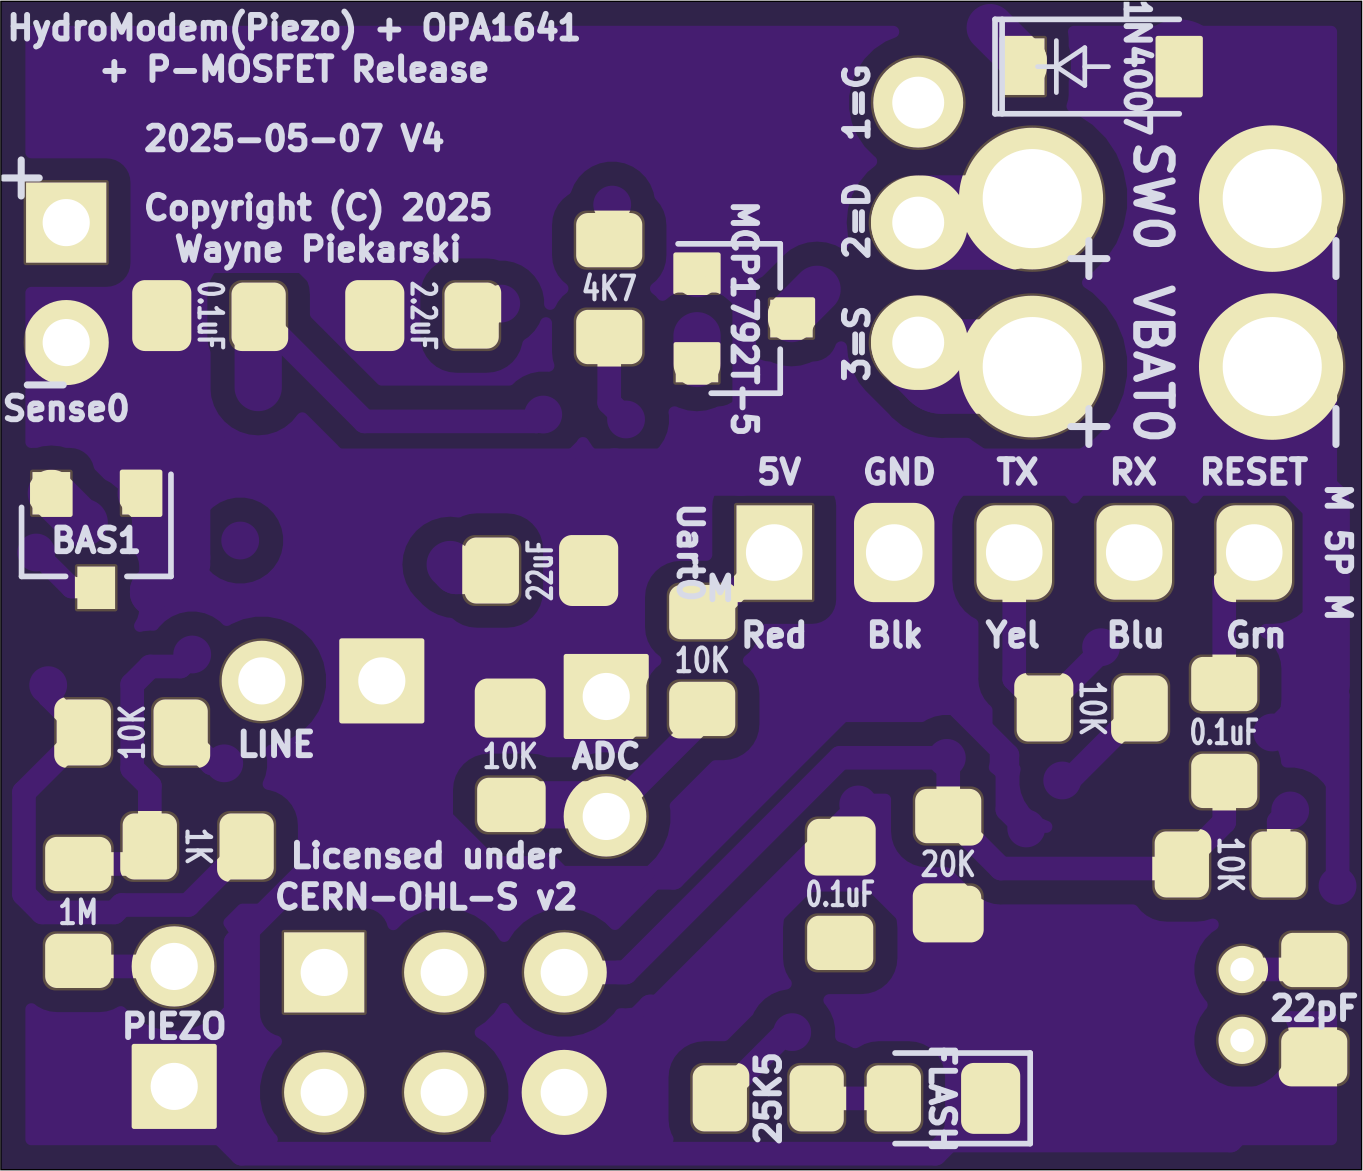 HydroModem(Piezo) + OPA1641
+ P-MOSFET Release
2025-05-07 V4
Copyright (C) 2025
Wayne Piekarski
+
-
Sense0
0.1uF
2.2uF
4K7
MCP1792T-5
1=G
2=D
3=S
1N4007
SW0
+
-
VBAT0
+
-
BAS1
22uF
Uart0
M
5V
GND
TX
RX
RESET
M 5P M
Red
Blk
Yel
Blu
Grn
10K
10K
LINE
10K
ADC
10K
0.1uF
1K
1M
Licensed under
CERN-OHL-S v2
0.1uF
20K
10K
PIEZO
22pF
25K5
FLASH